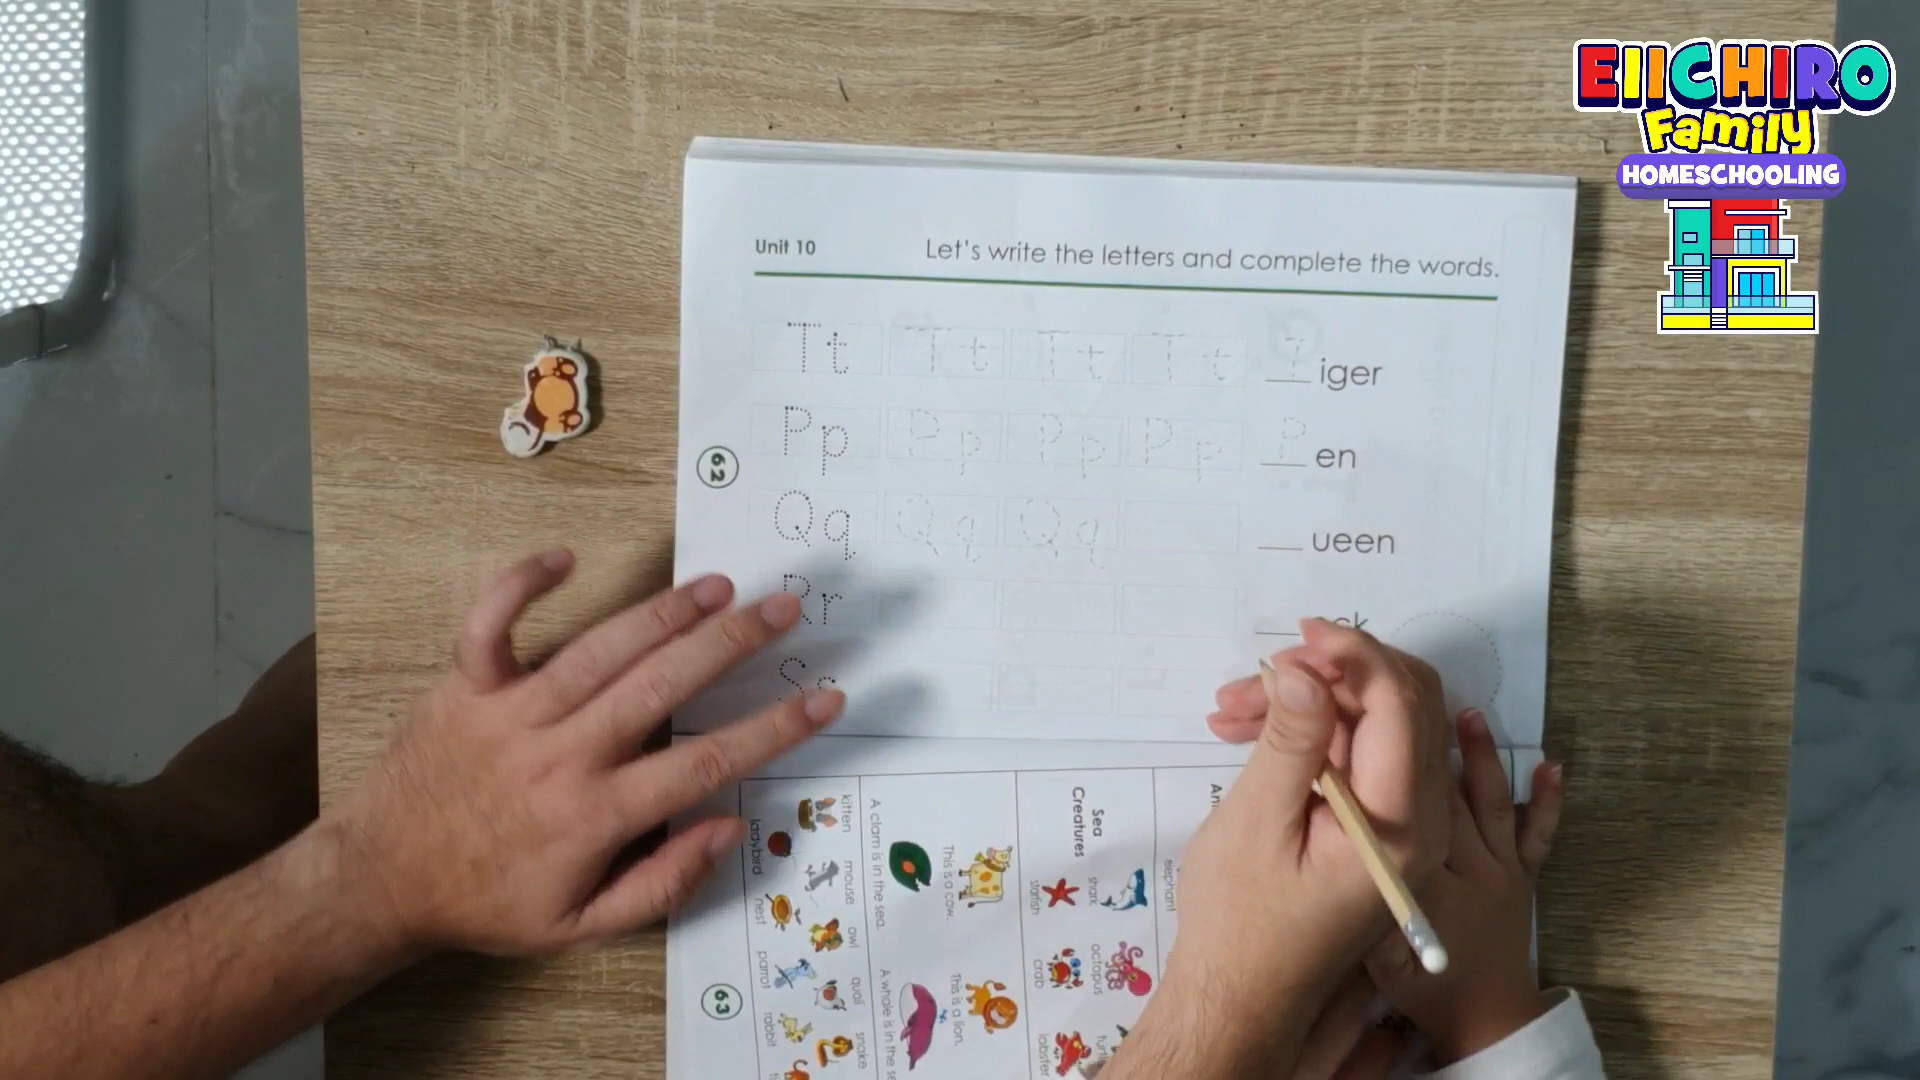 EIICHIRO
Family
HOMESCHOOLING
Unit 10
Let's write the letters and complete the words.
Tt Tt Tt Tt T iger
Pp Pp Pp Pp P en
Qq Qq Qq __ ueen
Rr
S
62
Sea
Creatures
shark
starfish
octopus
crab
lobster
elephant
This is a cow.
A clam is in the sea.
This is a lion.
A whale is in the se
kitten
ladybird
mouse
nest
owl
parrot
quail
rabbit
snake
63